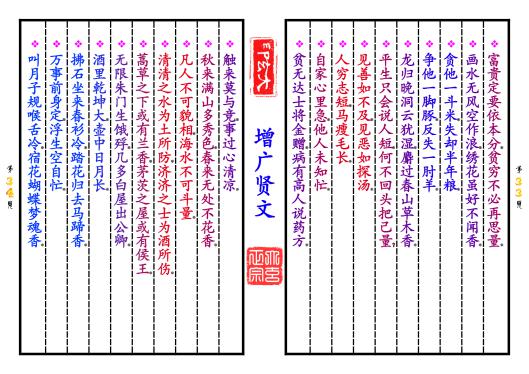 富贵定要依本分贫穷不必再思量。
画水无风空作浪绣花虽好不闻香。
贪他一斗米失却半年粮。
争他一脚豚反失一肘羊。
龙归晚洞云犹湿麝过春山草木香。
平生只会说人短何不回头把己量。
见善如不及见恶如探汤。
人穷志短马瘦毛长。
自家心里急他人未知忙。
贫无达士将金赠病有高人说药方。
第33页
增广贤文
触来莫与竞事过心清凉。
秋来满山多秀色春来无处不花香。
凡人不可貌相海水不可斗量。
清清之水为土所防济济之士为酒所伤。
蒿草之下或有兰香茅茨之屋或有侯王。
无限朱门生饿殍几多白屋出公卿。
酒里乾坤大壶中日月长。
拂石坐来春衫冷踏花归去马蹄香。
万事前身定浮生空自忙。
叫月子规喉舌冷宿花蝴蝶梦魂香。
第34页